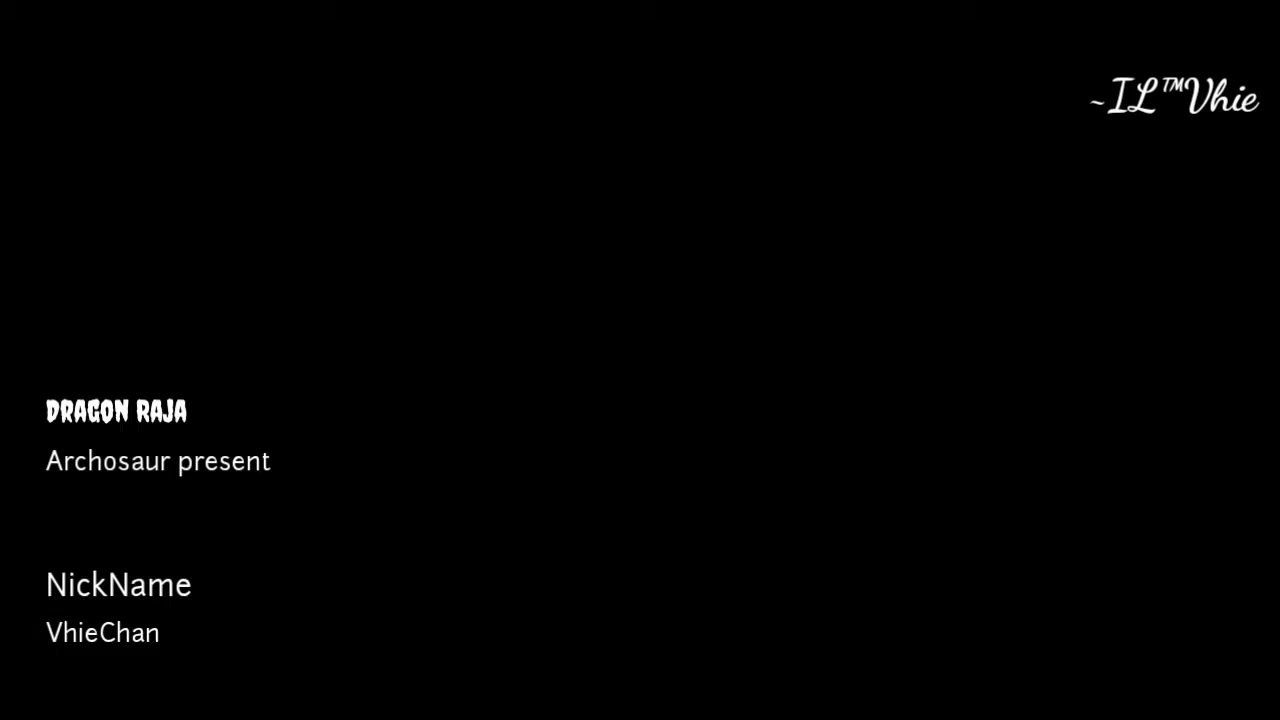 ~IL™Vhie
DRAGON RAJA
Archosaur present
NickName
VhieChan